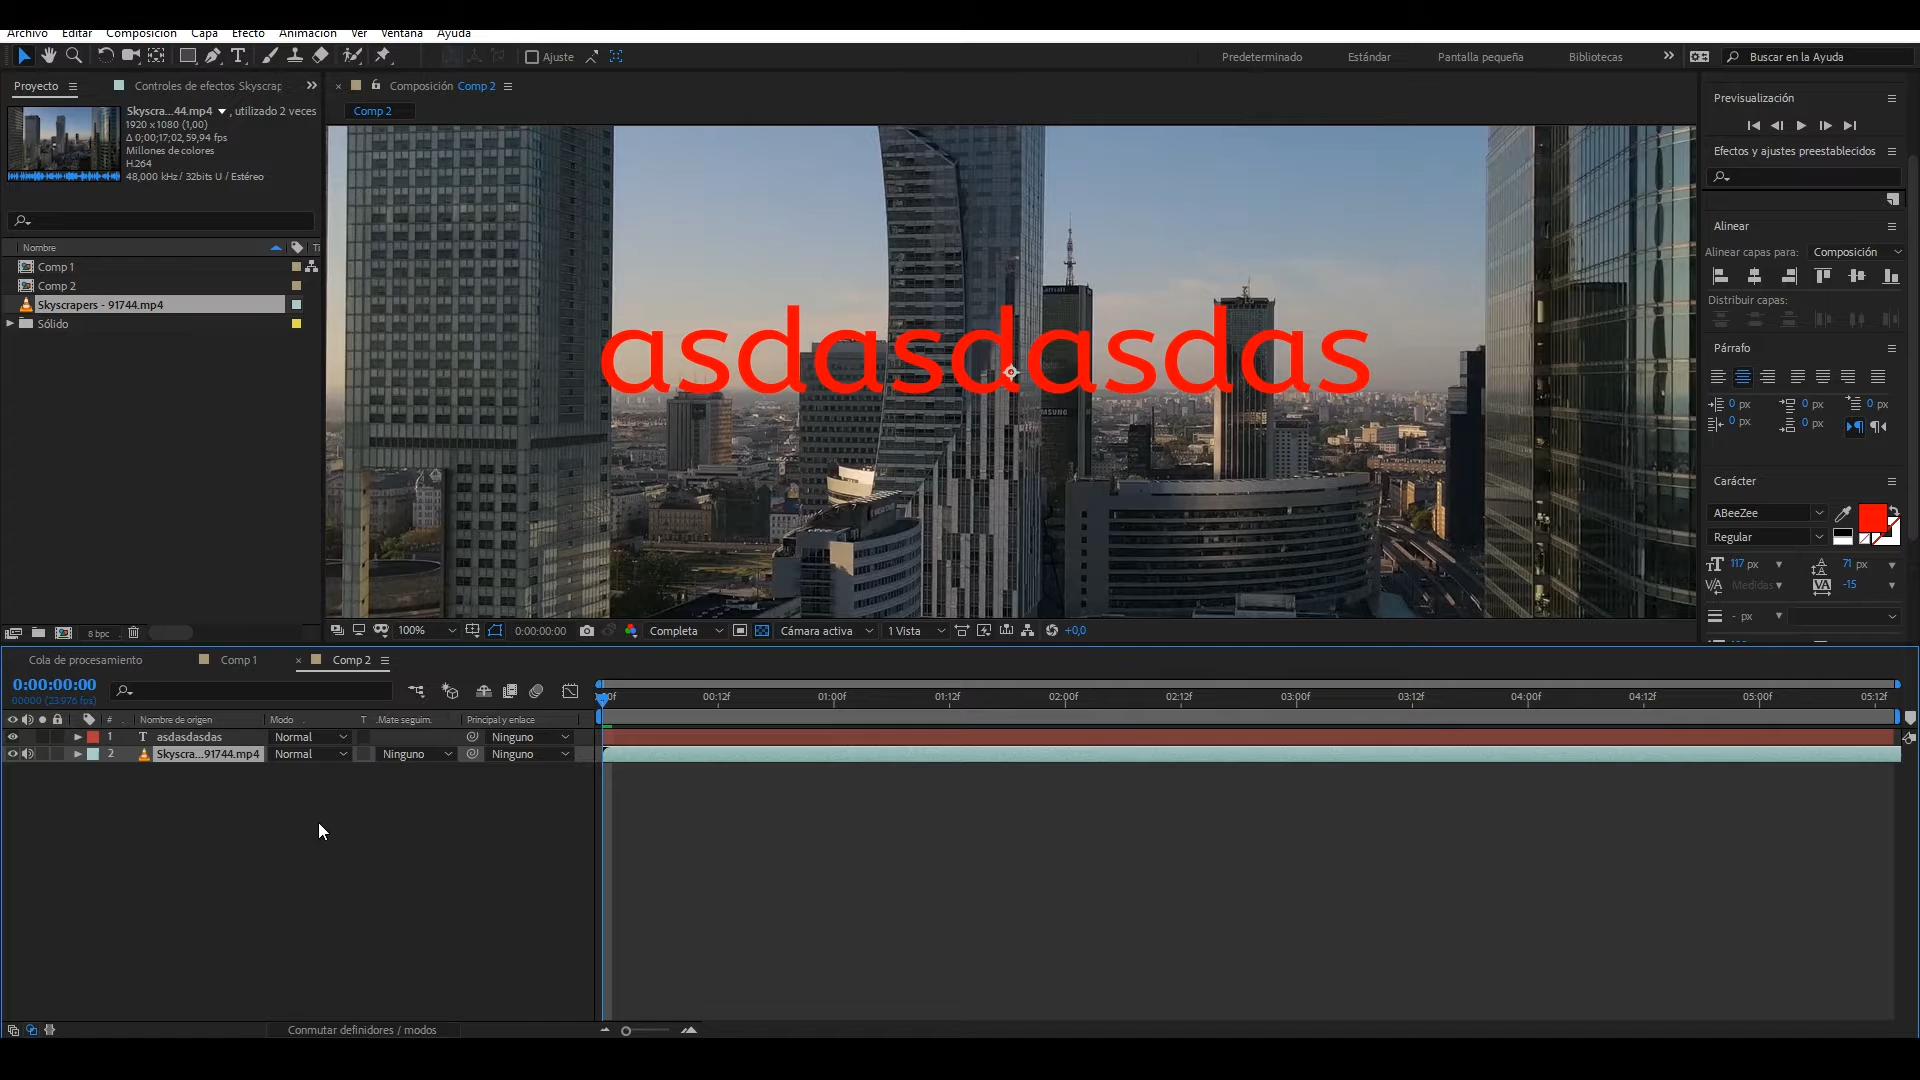 Archivo Editar Composición Capa Efecto Animación Ver Ventana Ayuda
Ajuste
Predeterminado Estándar Pantalla pequeña Bibliotecas » Buscar en la Ayuda
Proyecto Controles de efectos Skyscrap »
Composición Comp 2
Comp 2
Skyscra...44.mp4 , utilizado 2 veces
1920 x 1080 (1,00)
Δ 0;00;17;02, 59,94 fps
Millones de colores
H.264
48,000 kHz / 32bits U / Estéreo
Nombre Ti
Comp 1
Comp 2
Skyscrapers - 91744.mp4
Sólido
8 bpc
asdasdasdas
SAMSUNG
100% 0:00:00:00 Completa Cámara activa 1 Vista +0,0
Previsualización
Efectos y ajustes preestablecidos
Alinear
Alinear capas para: Composición
Distribuir capas:
Párrafo
0 px 0 px 0 px
0 px 0 px
Carácter
ABeeZee
Regular
117 px 71 px
Medidas -15
- px
Cola de procesamiento Comp 1 × Comp 2
0:00:00:00
00000 (23.976 fps)
# Nombre de origen Modo T .Mate seguim. Principal y enlace
1 T asdasdasdas Normal Ninguno
2 Skyscra...91744.mp4 Normal Ninguno Ninguno
00:12f 01:00f 01:12f 02:00f 02:12f 03:00f 03:12f 04:00f 04:12f 05:00f 05:12f
Conmutar definidores / modos